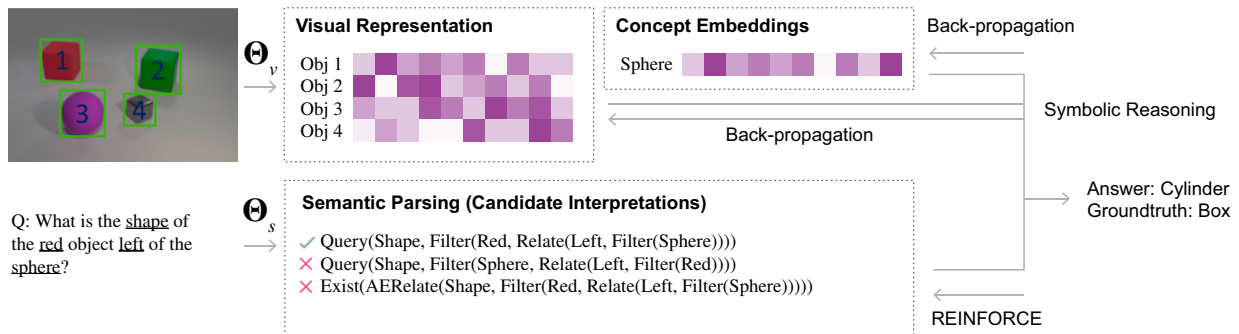 1
2
3
4
Θv
Visual Representation
Obj 1
Obj 2
Obj 3
Obj 4
Concept Embeddings
Sphere
Back-propagation
Symbolic Reasoning
Back-propagation
Q: What is the shape of
the red object left of the
sphere?
Θs
Semantic Parsing (Candidate Interpretations)
✓ Query(Shape, Filter(Red, Relate(Left, Filter(Sphere))))
× Query(Shape, Filter(Sphere, Relate(Left, Filter(Red))))
× Exist(AERelate(Shape, Filter(Red, Relate(Left, Filter(Sphere)))))
Answer: Cylinder
Groundtruth: Box
REINFORCE